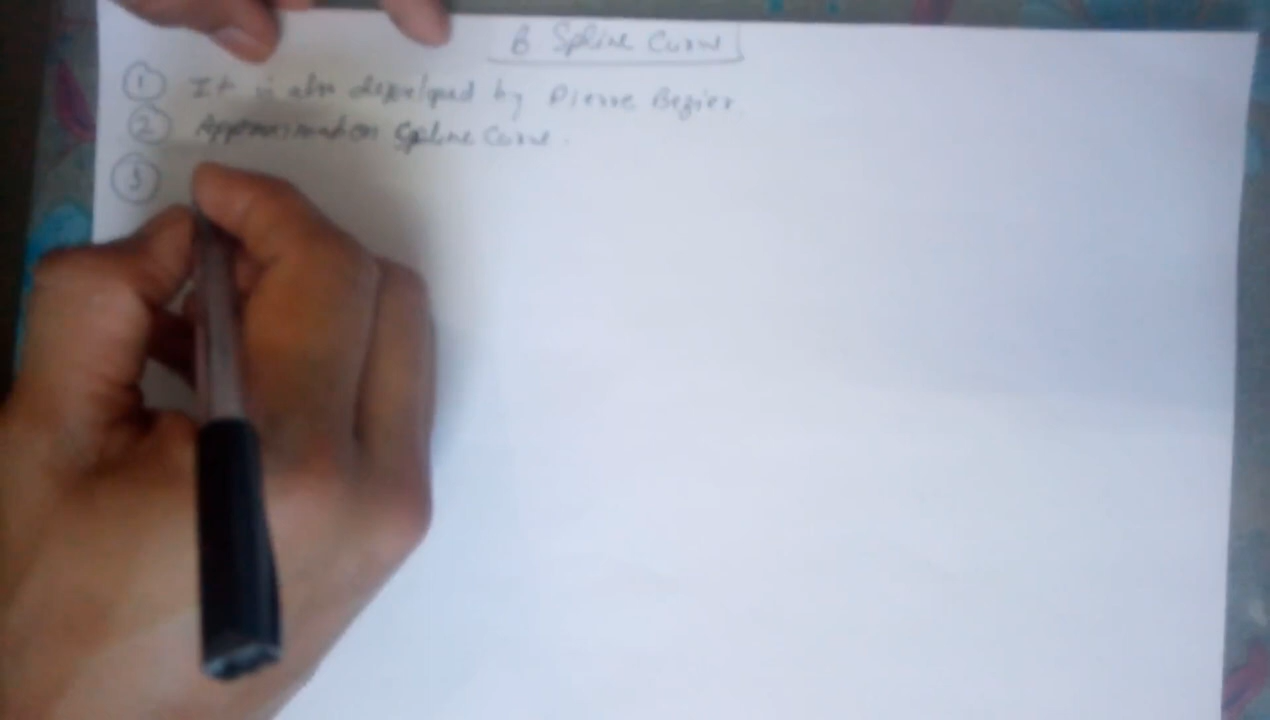 B Spline Curve
① It is also developed by Pierre Bezier
② Approximation Spline Curve.
③